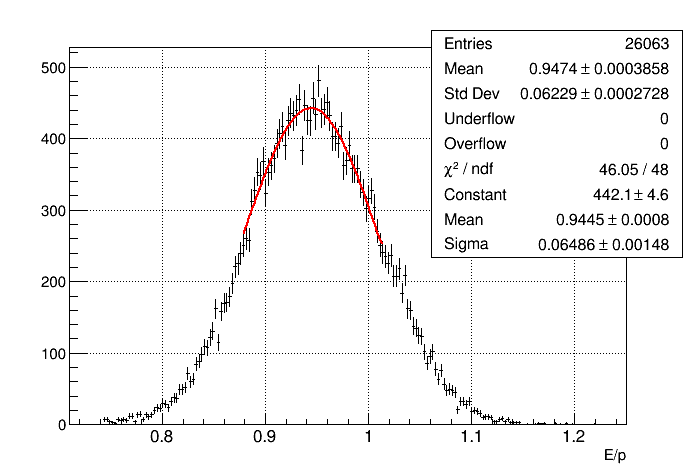 Entries 26063
Mean 0.9474 ± 0.0003858
Std Dev 0.06229 ± 0.0002728
Underflow 0
Overflow 0
χ² / ndf 46.05 / 48
Constant 442.1 ± 4.6
Mean 0.9445 ± 0.0008
Sigma 0.06486 ± 0.00148
500
400
300
200
100
0
0.8 0.9 1 1.1 1.2
E/p